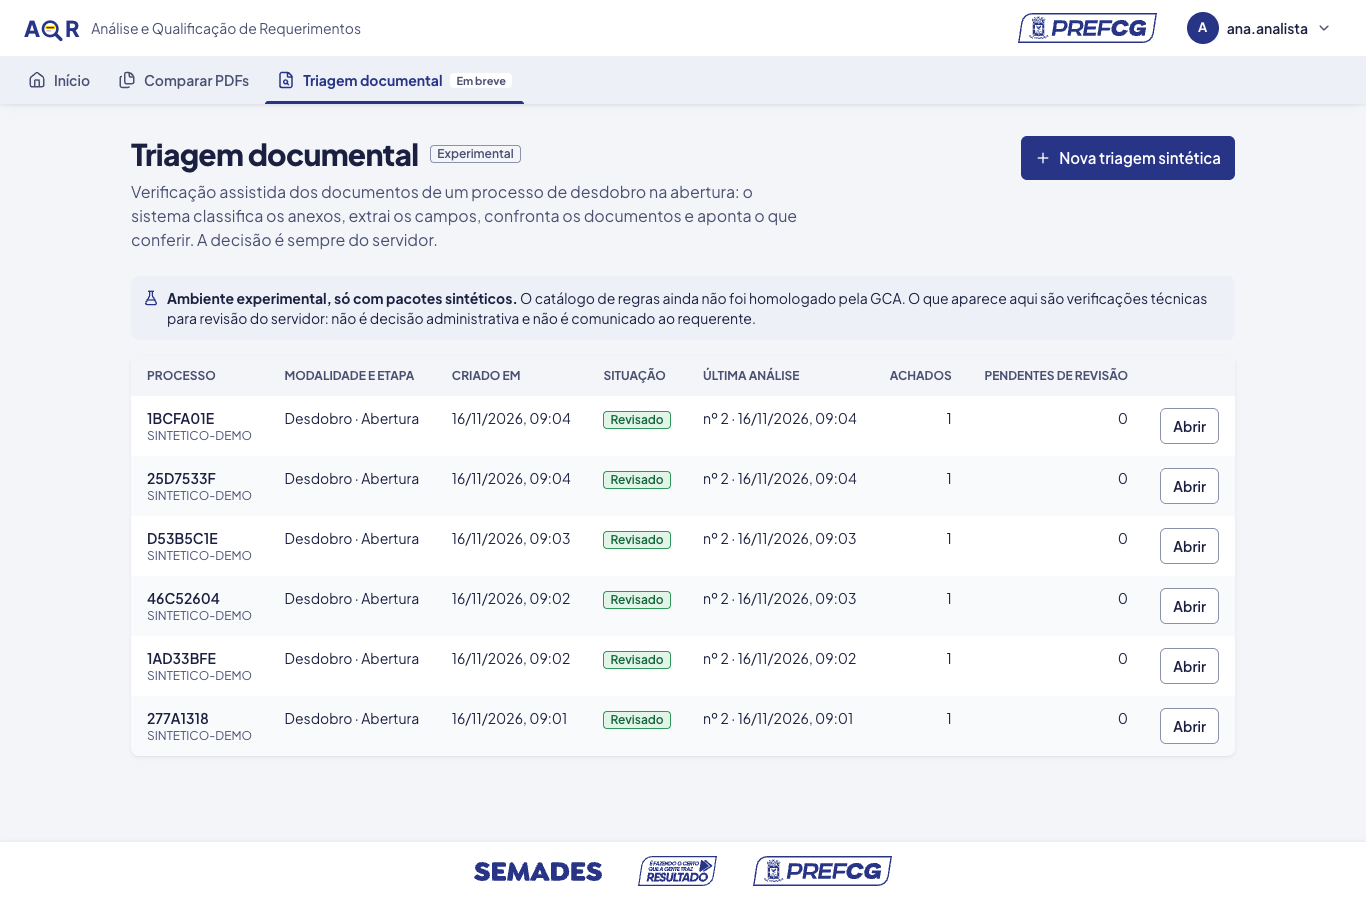 AQR Análise e Qualificação de Requerimentos
PREFCG
A ana.analista
Início
Comparar PDFs
Triagem documental Em breve
Triagem documental Experimental
+ Nova triagem sintética
Verificação assistida dos documentos de um processo de desdobro na abertura: o
sistema classifica os anexos, extrai os campos, confronta os documentos e aponta o que
conferir. A decisão é sempre do servidor.
Ambiente experimental, só com pacotes sintéticos. O catálogo de regras ainda não foi homologado pela GCA. O que aparece aqui são verificações técnicas
para revisão do servidor: não é decisão administrativa e não é comunicado ao requerente.
PROCESSO MODALIDADE E ETAPA CRIADO EM SITUAÇÃO ÚLTIMA ANÁLISE ACHADOS PENDENTES DE REVISÃO
1BCFA01E Desdobro · Abertura 16/11/2026, 09:04 Revisado nº 2 · 16/11/2026, 09:04 1 0 Abrir
SINTETICO-DEMO
25D7533F Desdobro · Abertura 16/11/2026, 09:04 Revisado nº 2 · 16/11/2026, 09:04 1 0 Abrir
SINTETICO-DEMO
D53B5C1E Desdobro · Abertura 16/11/2026, 09:03 Revisado nº 2 · 16/11/2026, 09:03 1 0 Abrir
SINTETICO-DEMO
46C52604 Desdobro · Abertura 16/11/2026, 09:02 Revisado nº 2 · 16/11/2026, 09:03 1 0 Abrir
SINTETICO-DEMO
1AD33BFE Desdobro · Abertura 16/11/2026, 09:02 Revisado nº 2 · 16/11/2026, 09:02 1 0 Abrir
SINTETICO-DEMO
277A1318 Desdobro · Abertura 16/11/2026, 09:01 Revisado nº 2 · 16/11/2026, 09:01 1 0 Abrir
SINTETICO-DEMO
SEMADES
É FAZENDO O CERTO
QUE A GENTE TRAZ
RESULTADO
PREFCG